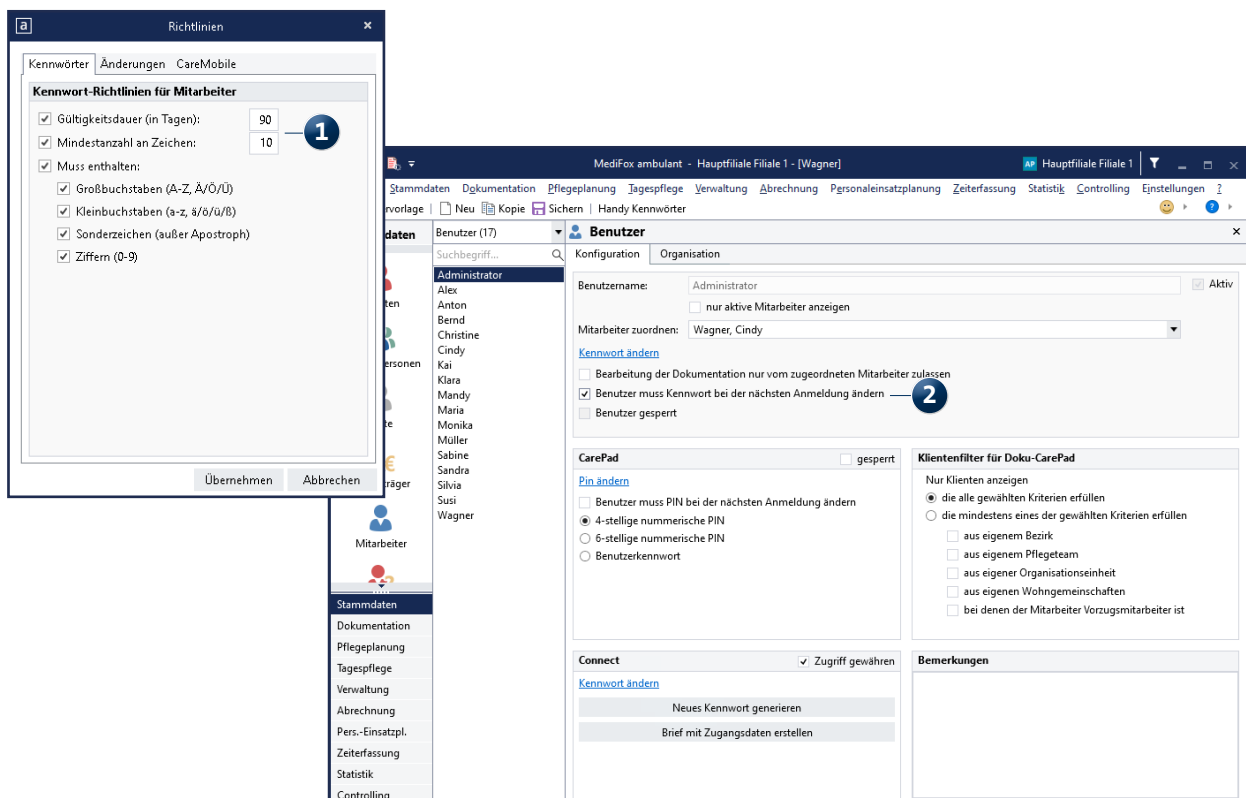 a Richtlinien ×
Kennwörter Änderungen CareMobile
Kennwort-Richtlinien für Mitarbeiter
Gültigkeitsdauer (in Tagen): 90
Mindestanzahl an Zeichen: 10
1
Muss enthalten:
Großbuchstaben (A-Z, Ä/Ö/Ü)
Kleinbuchstaben (a-z, ä/ö/ü/ß)
Sonderzeichen (außer Apostroph)
Ziffern (0-9)
Übernehmen Abbrechen
MediFox ambulant - Hauptfiliale Filiale 1 - [Wagner] AP Hauptfiliale Filiale 1
Stammdaten Dokumentation Pflegeplanung Tagespflege Verwaltung Abrechnung Personaleinsatzplanung Zeiterfassung Statistik Controlling Einstellungen ?
rvorlage Neu Kopie Sichern Handy Kennwörter
daten
ten
ersonen
te
räger
Mitarbeiter
Stammdaten
Dokumentation
Pflegeplanung
Tagespflege
Verwaltung
Abrechnung
Pers.-Einsatzpl.
Zeiterfassung
Statistik
Controlling
Benutzer (17)
Suchbegriff...
Administrator
Alex
Anton
Bernd
Christine
Cindy
Kai
Klara
Mandy
Maria
Monika
Müller
Sabine
Sandra
Silvia
Susi
Wagner
Benutzer
Konfiguration Organisation
Benutzername: Administrator Aktiv
nur aktive Mitarbeiter anzeigen
Mitarbeiter zuordnen: Wagner, Cindy
Kennwort ändern
Bearbeitung der Dokumentation nur vom zugeordneten Mitarbeiter zulassen
Benutzer muss Kennwort bei der nächsten Anmeldung ändern 2
Benutzer gesperrt
CarePad gesperrt
Pin ändern
Benutzer muss PIN bei der nächsten Anmeldung ändern
4-stellige nummerische PIN
6-stellige nummerische PIN
Benutzerkennwort
Klientenfilter für Doku-CarePad
Nur Klienten anzeigen
die alle gewählten Kriterien erfüllen
die mindestens eines der gewählten Kriterien erfüllen
aus eigenem Bezirk
aus eigenem Pflegeteam
aus eigener Organisationseinheit
aus eigenen Wohngemeinschaften
bei denen der Mitarbeiter Vorzugsmitarbeiter ist
Connect Zugriff gewähren
Kennwort ändern
Neues Kennwort generieren
Brief mit Zugangsdaten erstellen
Bemerkungen